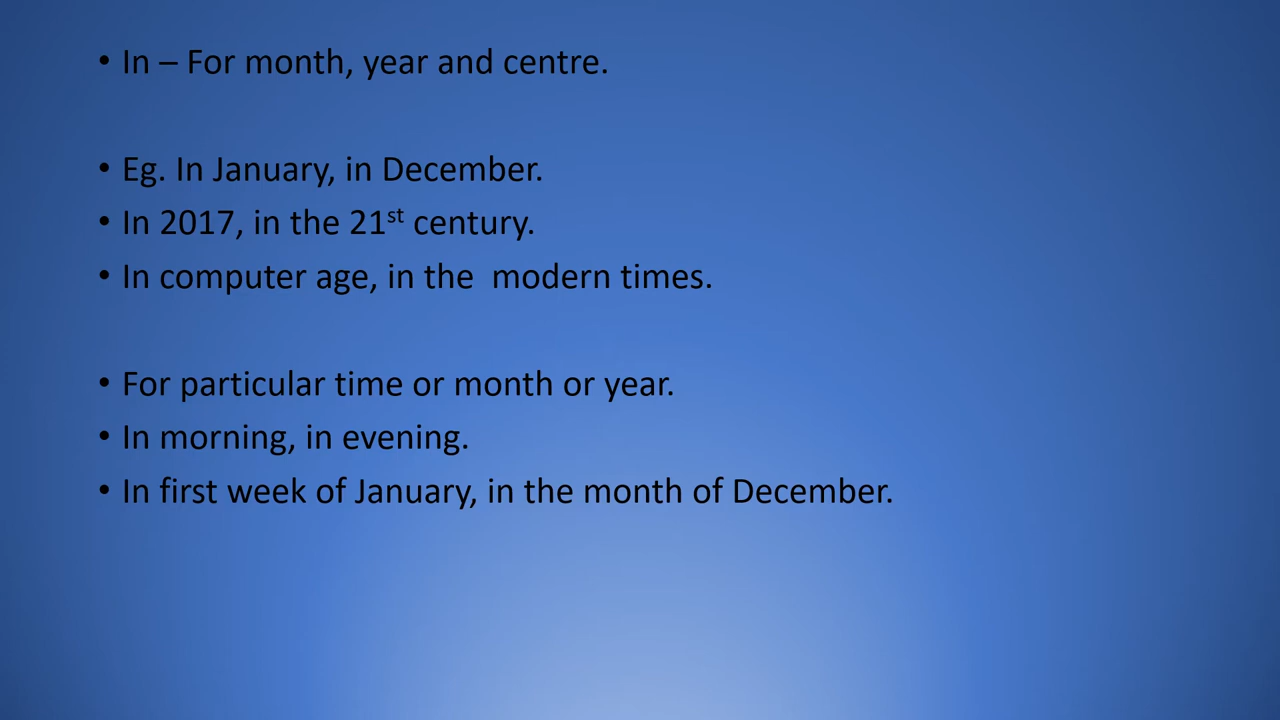 • In – For month, year and centre.
• Eg. In January, in December.
• In 2017, in the 21st century.
• In computer age, in the  modern times.
• For particular time or month or year.
• In morning, in evening.
• In first week of January, in the month of December.